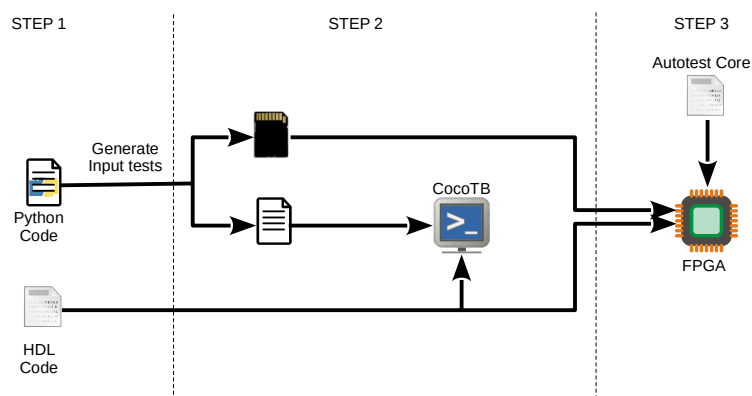 STEP 1
STEP 2
STEP 3
Autotest Core
Generate
Input tests
CocoTB
>_
Python
Code
FPGA
HDL
Code